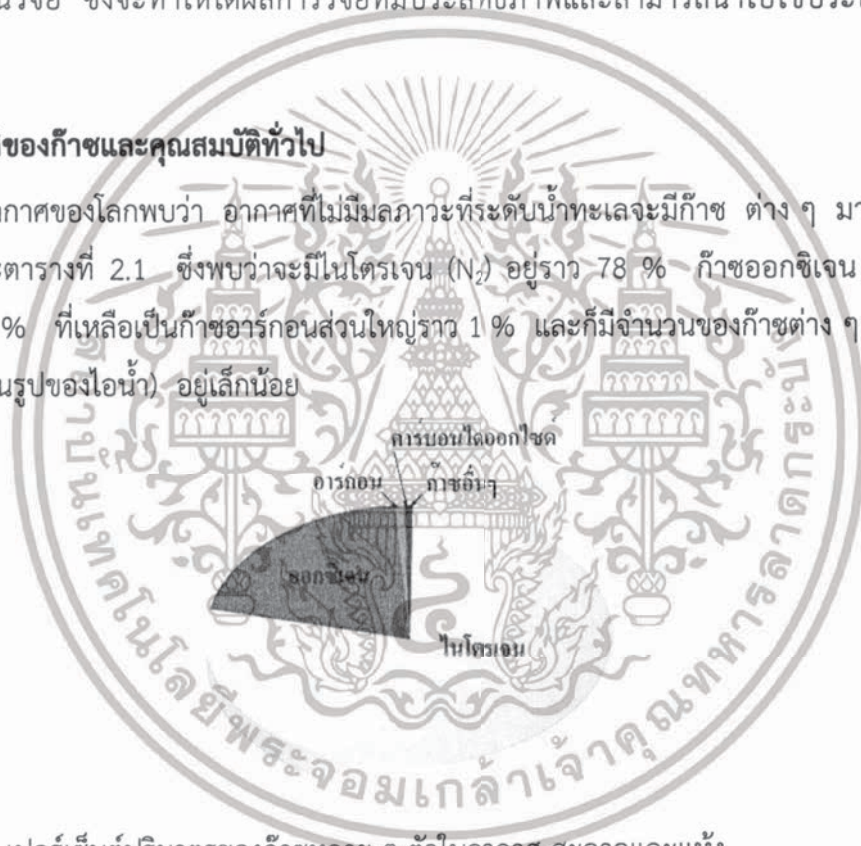 ของก๊าซและคุณสมบัติทั่วไป
กาศของโลกพบว่า อากาศที่ไม่มีมลภาวะที่ระดับน้ำทะเลจะมีก๊าซ ต่าง ๆ
ตารางที่ 2.1 ซึ่งพบว่าจะมีไนโตรเจน (N₂) อยู่ราว 78 % ก๊าซออกซิเจน
% ที่เหลือเป็นก๊าซอาร์กอนส่วนใหญ่ราว 1 % และก็มีจำนวนของก๊าซต่าง ๆ
นรูปของไอน้ำ) อยู่เล็กน้อย
คาร์บอนไดออกไซด์
อาร์กอน ก๊าซอื่นๆ
ออกซิเจน
ไนโตรเจน
สถาบันเทคโนโลยีพระจอมเกล้าเจ้าคุณทหารลาดกระบัง